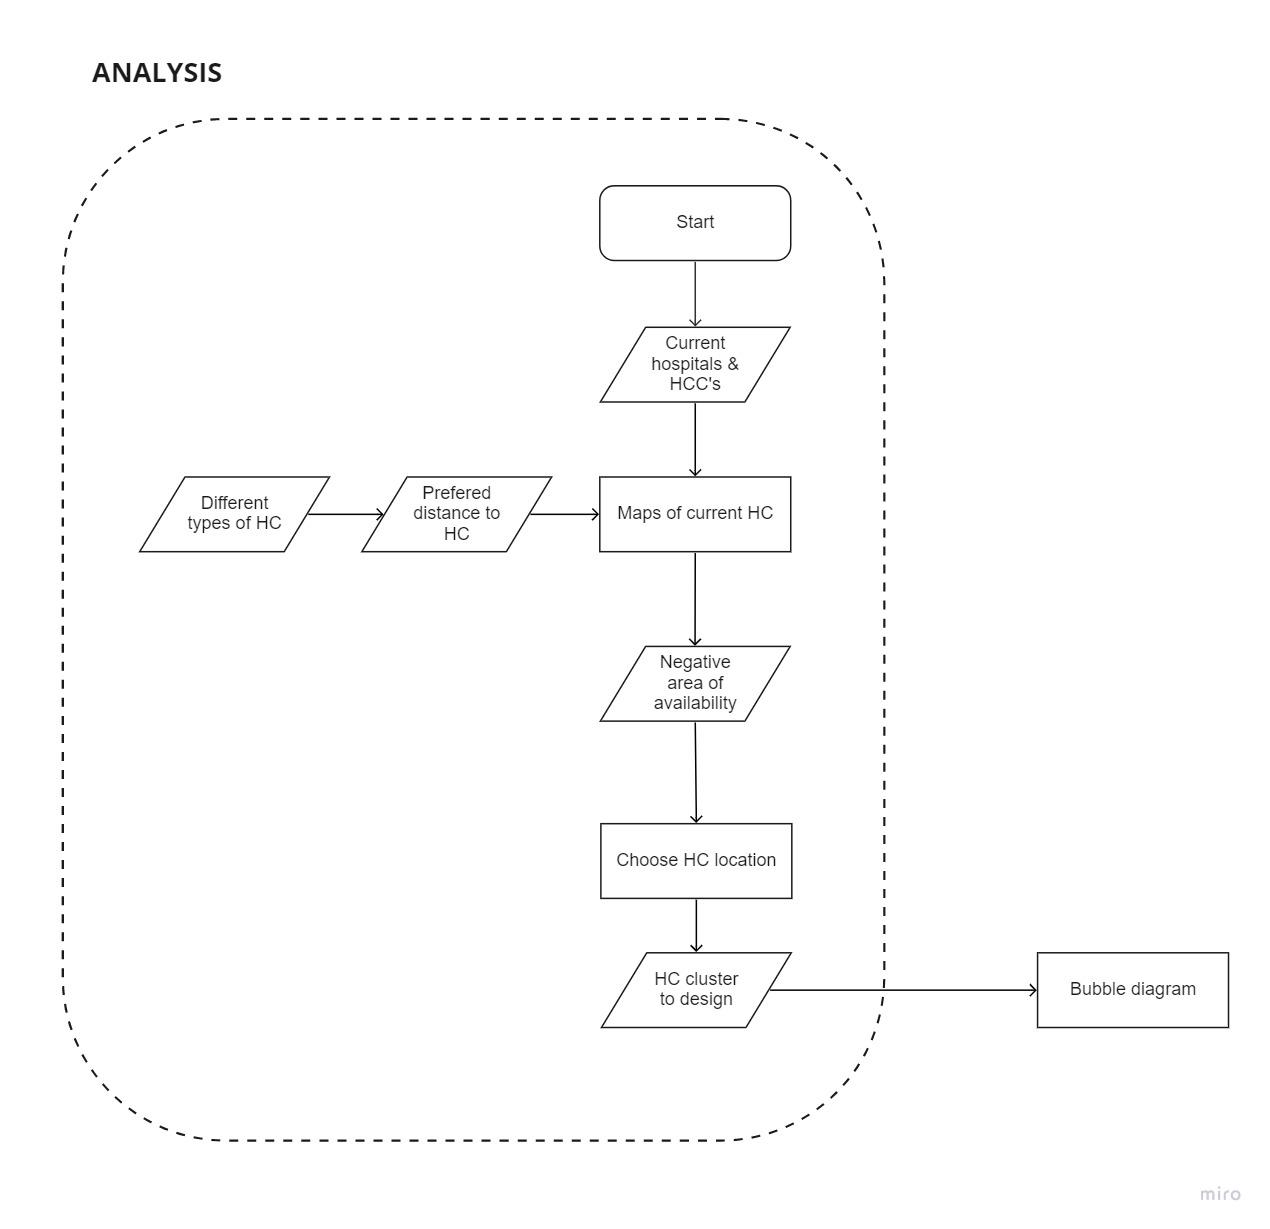 ANALYSIS
Start
Current
hospitals &
HCC's
Different
types of HC
Prefered
distance to
HC
Maps of current HC
Negative
area of
availability
Choose HC location
HC cluster
to design
Bubble diagram
miro